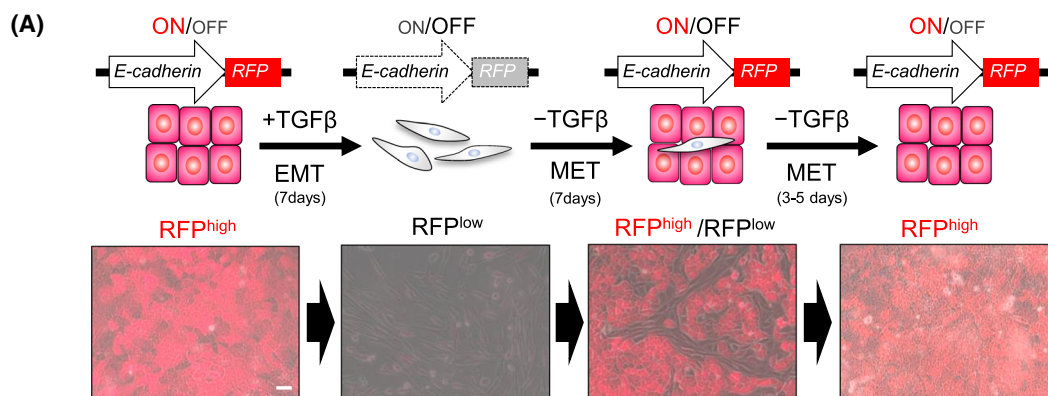 (A)
ON/OFF
ON/OFF
ON/OFF
ON/OFF
E-cadherin RFP
E-cadherin RFP
E-cadherin RFP
E-cadherin RFP
+TGFβ
EMT
(7days)
−TGFβ
MET
(7days)
−TGFβ
MET
(3-5 days)
RFPhigh
RFPlow
RFPhigh /RFPlow
RFPhigh